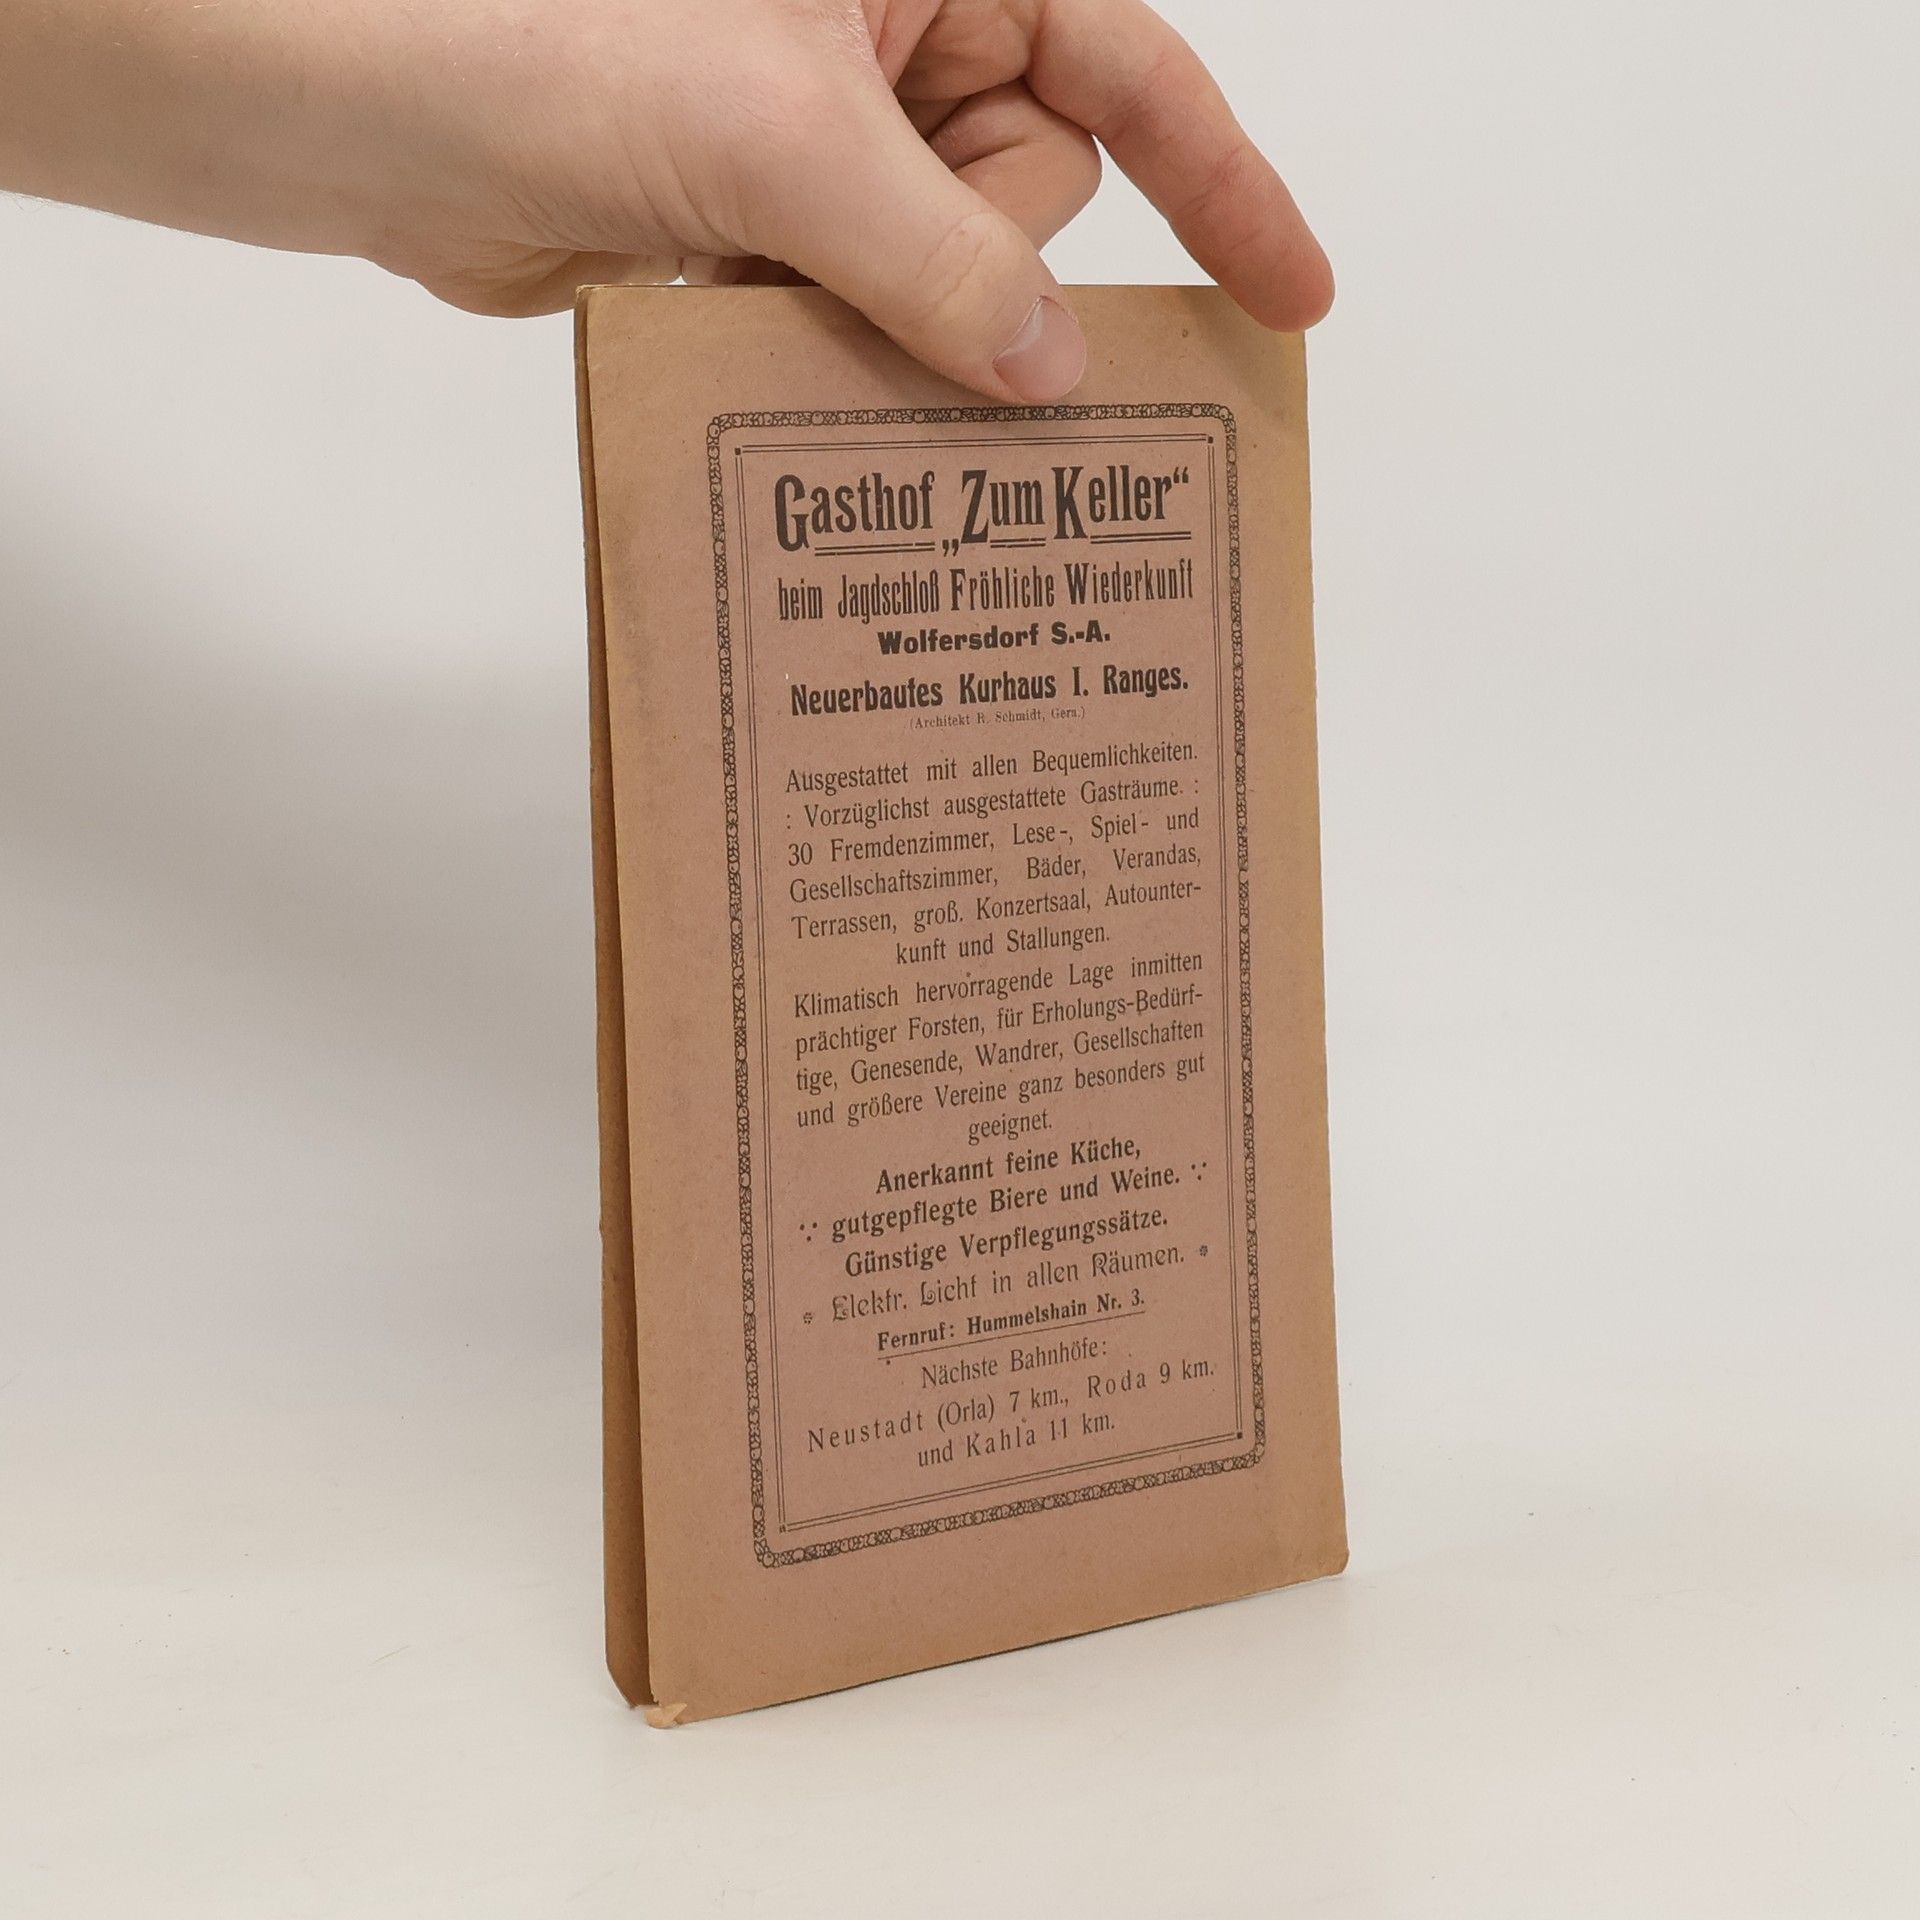 Gasthof „Zum Keller“
beim Jagdschloß Fröhliche Wiederkunft
Wolfersdorf S.-A.
Neuerbautes Kurhaus I. Ranges.
(Architekt R. Schmidt, Gera.)
Ausgestattet mit allen Bequemlichkeiten.
: Vorzüglichst ausgestattete Gasträume. :
30 Fremdenzimmer, Lese-, Spiel- und
Gesellschaftszimmer, Bäder, Verandas,
Terrassen, groß. Konzertsaal, Autounter-
kunft und Stallungen.
Klimatisch hervorragende Lage inmitten
prächtiger Forsten, für Erholungs-Bedürf-
tige, Genesende, Wandrer, Gesellschaften
und größere Vereine ganz besonders gut
geeignet.
Anerkannt feine Küche,
gutgepflegte Biere und Weine.
Günstige Verpflegungssätze.
Elektr. Licht in allen Räumen.
Fernruf: Hummelshain Nr. 3.
Nächste Bahnhöfe:
Neustadt (Orla) 7 km., Roda 9 km.
und Kahla 11 km.